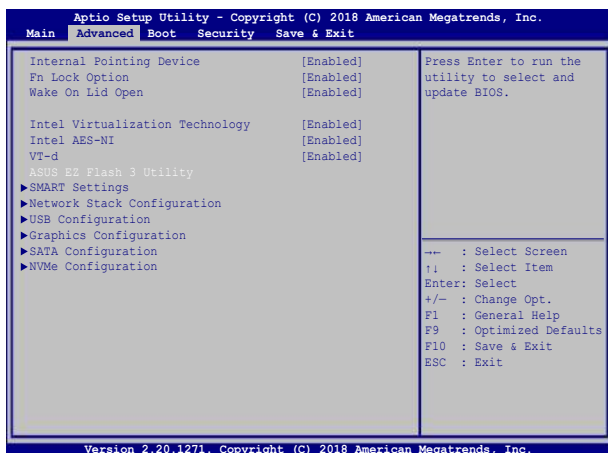 Aptio Setup Utility - Copyright (C) 2018 American Megatrends, Inc.
Main Advanced Boot Security Save & Exit
Internal Pointing Device [Enabled]
Fn Lock Option [Enabled]
Wake On Lid Open [Enabled]
Intel Virtualization Technology [Enabled]
Intel AES-NI [Enabled]
VT-d [Enabled]
ASUS EZ Flash 3 Utility
▶SMART Settings
▶Network Stack Configuration
▶USB Configuration
▶Graphics Configuration
▶SATA Configuration
▶NVMe Configuration
Press Enter to run the
utility to select and
update BIOS.
→← : Select Screen
↑↓ : Select Item
Enter: Select
+/— : Change Opt.
F1 : General Help
F9 : Optimized Defaults
F10 : Save & Exit
ESC : Exit
Version 2.20.1271. Copyright (C) 2018 American Megatrends, Inc.